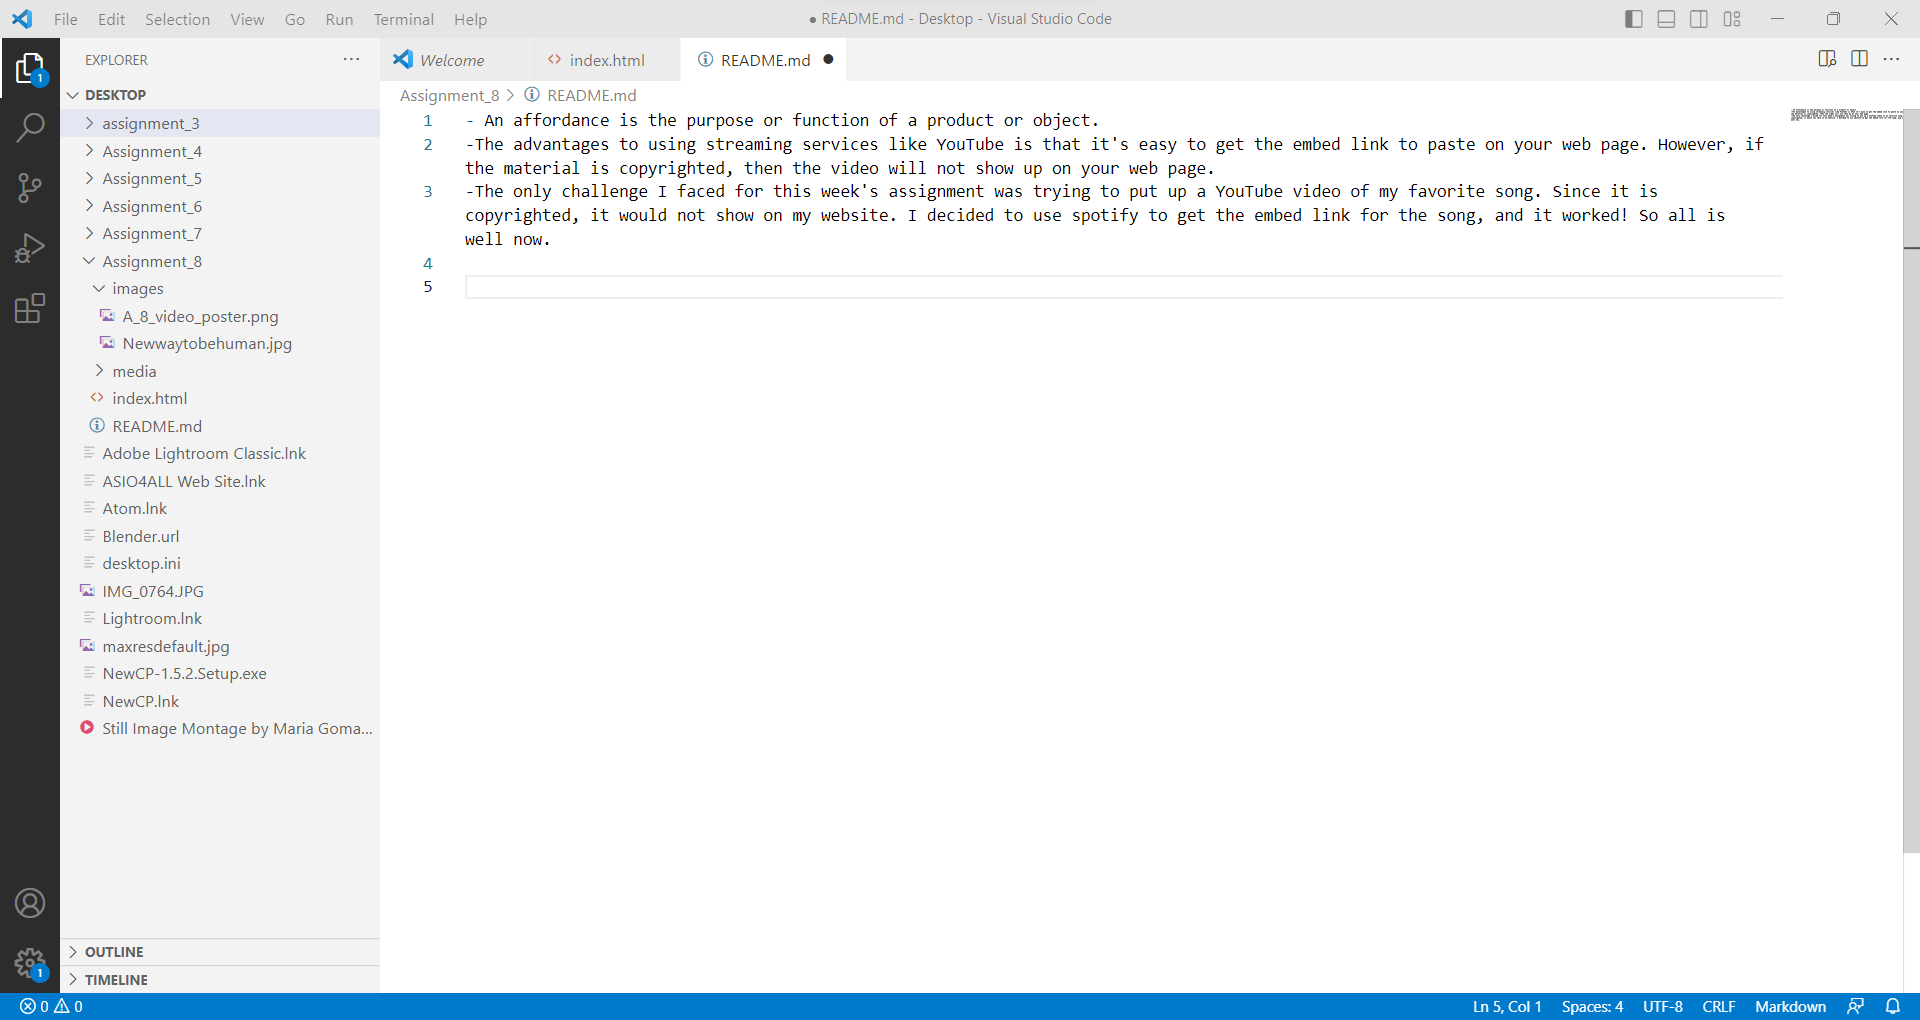 File Edit Selection View Go Run Terminal Help
● README.md - Desktop - Visual Studio Code
EXPLORER
Welcome
index.html
README.md
DESKTOP
Assignment_8 > README.md
assignment_3
Assignment_4
Assignment_5
Assignment_6
Assignment_7
Assignment_8
images
A_8_video_poster.png
Newwaytobehuman.jpg
media
index.html
README.md
Adobe Lightroom Classic.lnk
ASIO4ALL Web Site.lnk
Atom.lnk
Blender.url
desktop.ini
IMG_0764.JPG
Lightroom.lnk
maxresdefault.jpg
NewCP-1.5.2.Setup.exe
NewCP.lnk
Still Image Montage by Maria Goma...
OUTLINE
TIMELINE
1 - An affordance is the purpose or function of a product or object.
2 -The advantages to using streaming services like YouTube is that it's easy to get the embed link to paste on your web page. However, if
the material is copyrighted, then the video will not show up on your web page.
3 -The only challenge I faced for this week's assignment was trying to put up a YouTube video of my favorite song. Since it is
copyrighted, it would not show on my website. I decided to use spotify to get the embed link for the song, and it worked! So all is
well now.
4
5
1
1
0 0
Ln 5, Col 1 Spaces: 4 UTF-8 CRLF Markdown